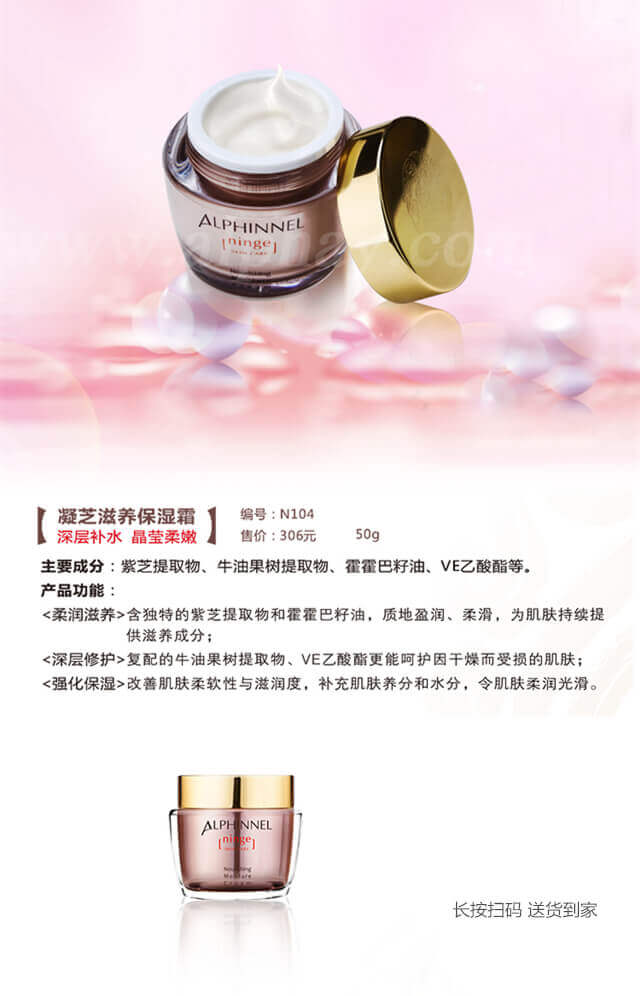 ALPHINNEL
[ninge]
SKIN CARE
Nourishing
凝芝滋养保湿霜
深层补水 晶莹柔嫩
编号：N104
售价：306元 50g
主要成分：紫芝提取物、牛油果树提取物、霍霍巴籽油、VE乙酸酯等。
产品功能：
<柔润滋养>含独特的紫芝提取物和霍霍巴籽油，质地盈润、柔滑，为肌肤持续提
供滋养成分；
<深层修护>复配的牛油果树提取物、VE乙酸酯更能呵护因干燥而受损的肌肤；
<强化保湿>改善肌肤柔软性与滋润度，补充肌肤养分和水分，令肌肤柔润光滑。
ALPHINNEL
[ninge]
SKIN CARE
Nourishing
Moisture
Cream
长按扫码 送货到家